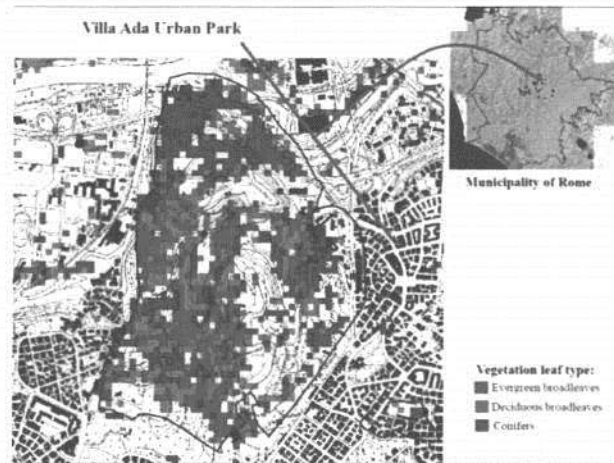 Villa Ada Urban Park
Municipality of Rome
Vegetation leaf type:
Evergreen broadleaves
Deciduous broadleaves
Conifers